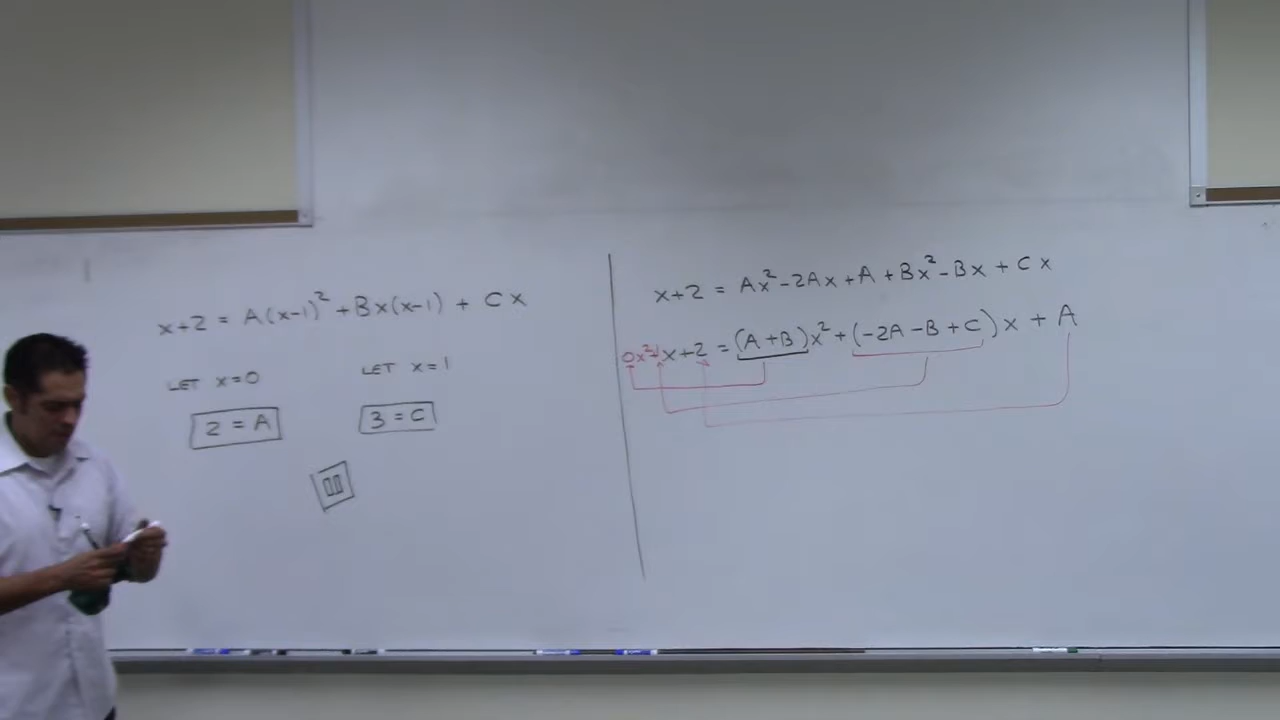 x+2 = A(x-1)² + Bx(x-1) + Cx
LET x=0
LET x=1
2 = A
3 = C
x+2 = Ax² - 2Ax + A + Bx² - Bx + Cx
0x²+1x+2 = (A+B)x² + (-2A-B+C)x + A